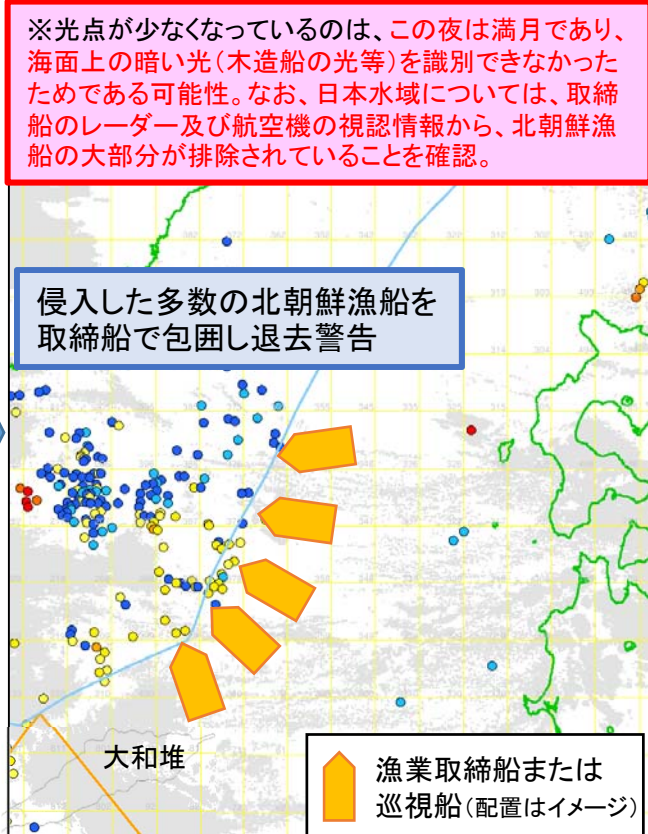 ※光点が少なくなっているのは、この夜は満月であり、
海面上の暗い光(木造船の光等)を識別できなかった
ためである可能性。なお、日本水域については、取締
船のレーダー及び航空機の視認情報から、北朝鮮漁
船の大部分が排除されていることを確認。
侵入した多数の北朝鮮漁船を
取締船で包囲し退去警告
大和堆
漁業取締船または
巡視船(配置はイメージ)